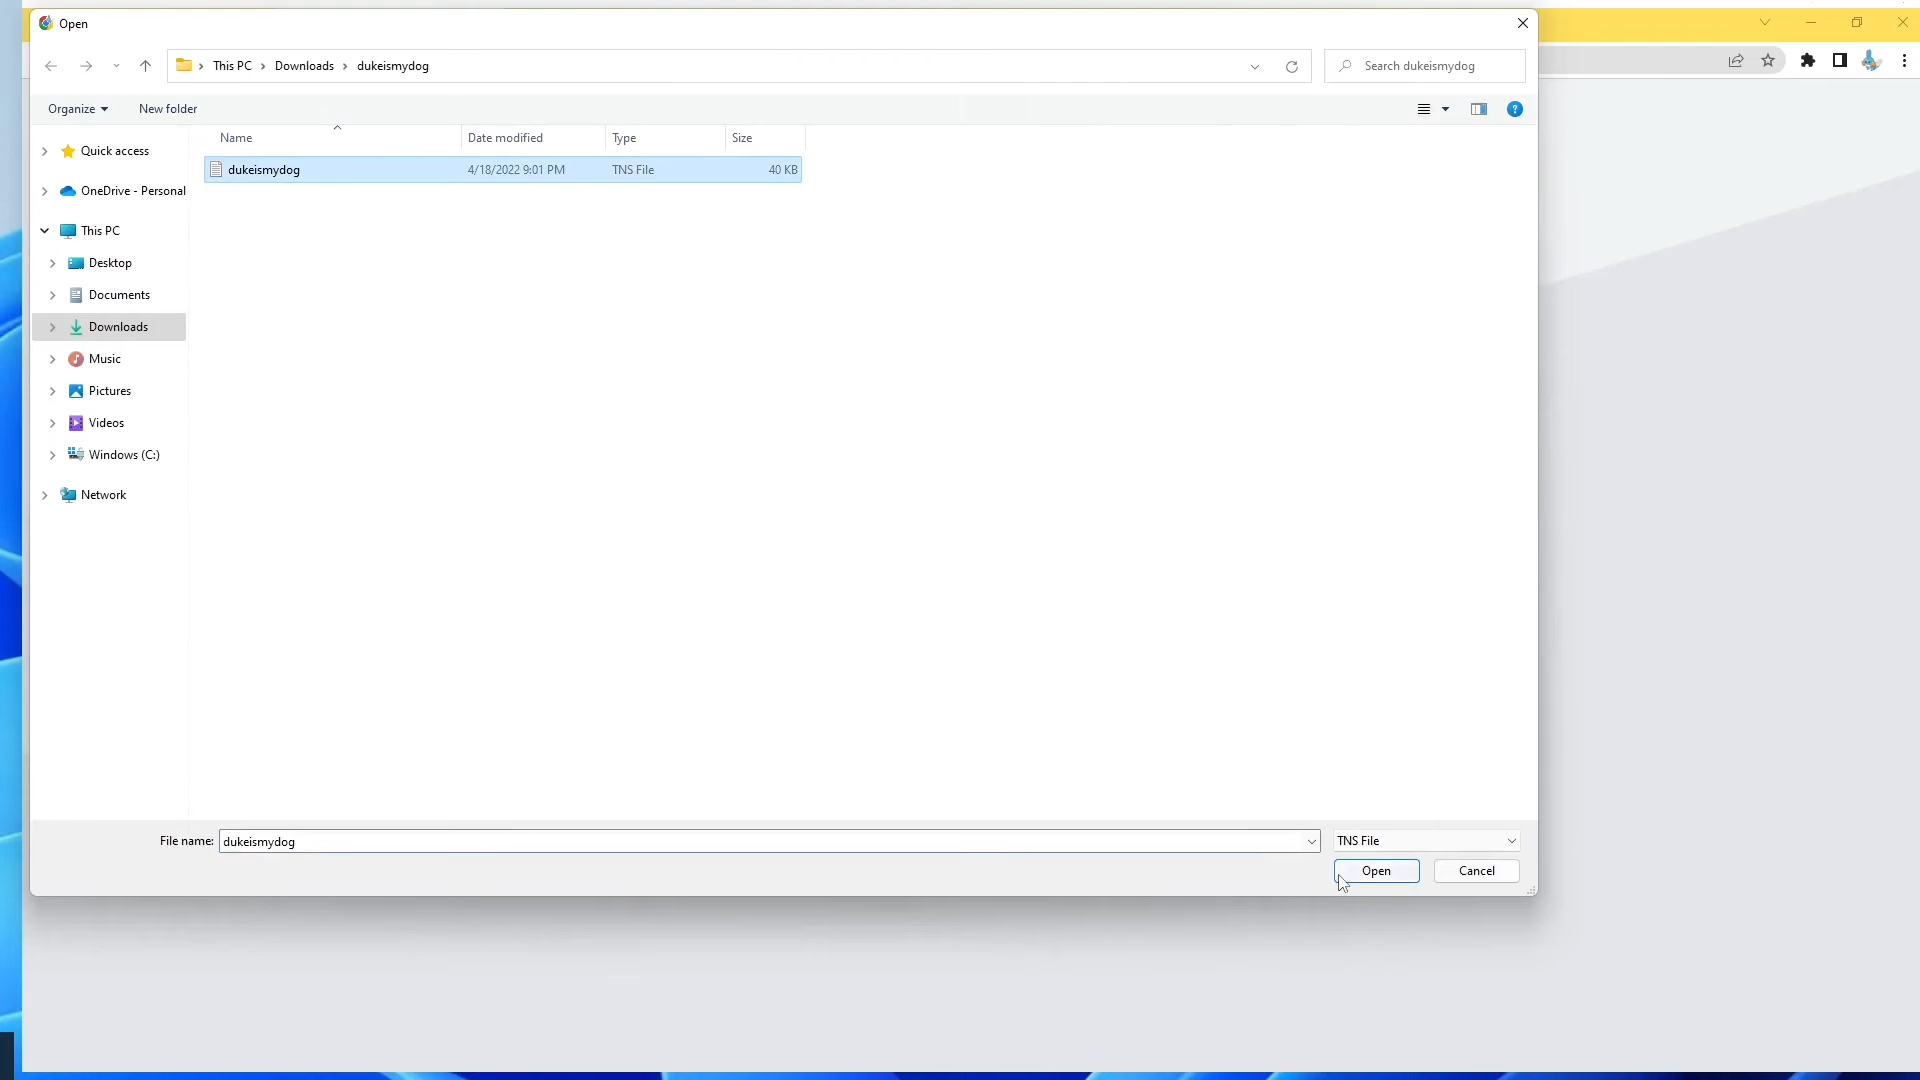 Open
This PC > Downloads > dukeismydog
Search dukeismydog
Organize
New folder
Name
Date modified
Type
Size
dukeismydog
4/18/2022 9:01 PM
TNS File
40 KB
Quick access
OneDrive - Personal
This PC
Desktop
Documents
Downloads
Music
Pictures
Videos
Windows (C:)
Network
File name:
dukeismydog
TNS File
Open
Cancel